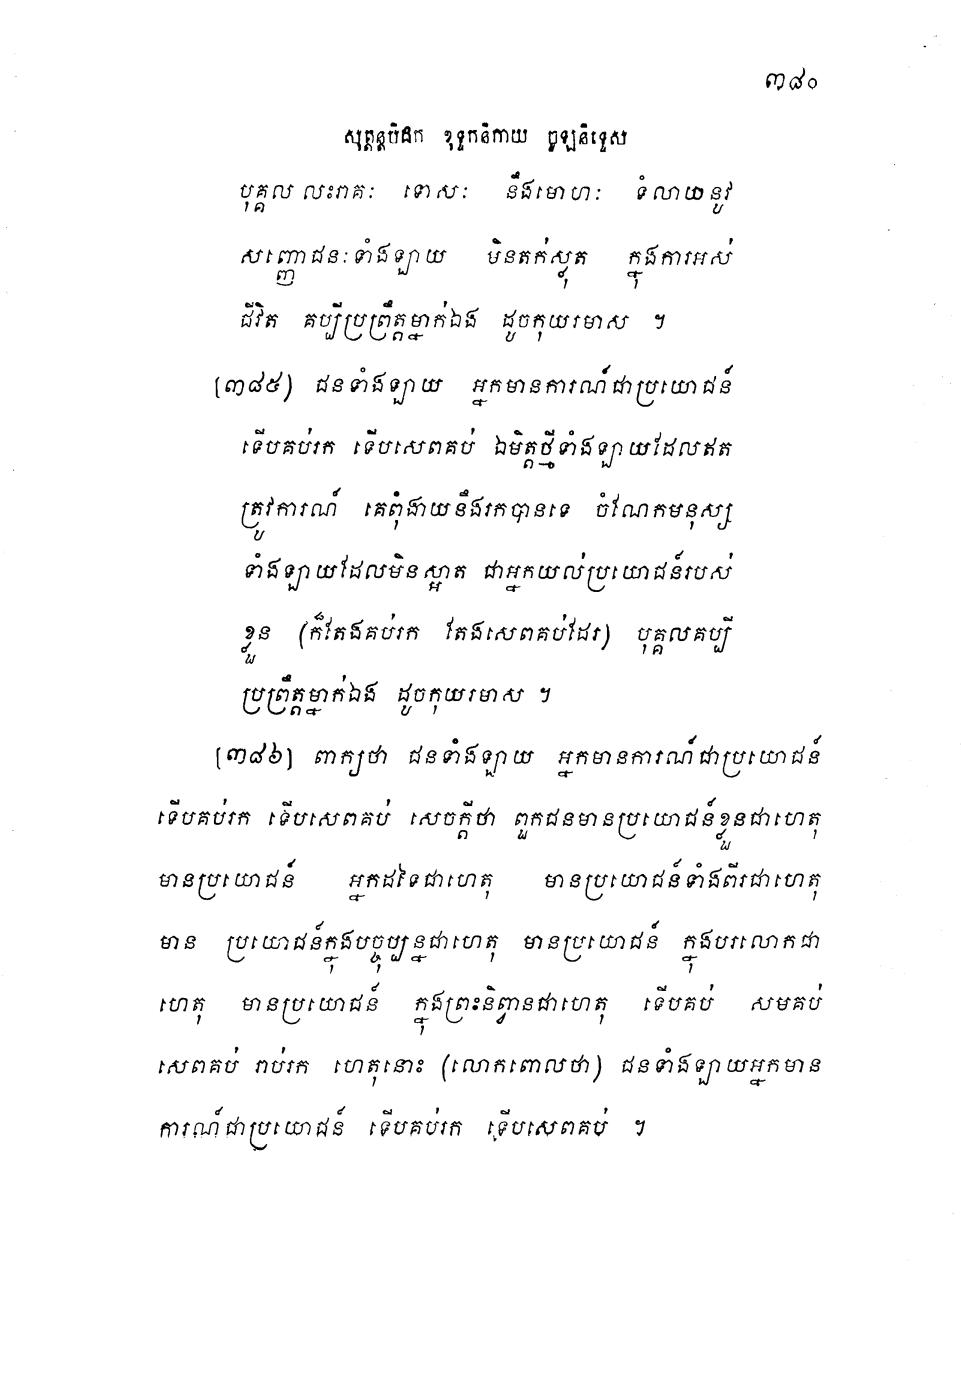 ៣៨០
សុត្តន្តបិដក ខុទ្ទកនិកាយ ចូឡនិទ្ទេស
បុគ្គល លះរាគៈ ទោសៈ នឹងមោហៈ ទំលាយនូវ
សញ្ញោជនៈទាំងឡាយ មិនតក់ស្លុត ក្នុងការអស់
ជីវិត គប្បីប្រព្រឹត្តម្នាក់ឯង ដូចកុយរមាស ។
[៣៨៥) ជនទាំងឡាយ អ្នកមានការណ៍ជាប្រយោជន៍
ទើបគប់រក ទើបសេពគប់ ឯមិត្តថ្មីទាំងឡាយដែលឥត
ត្រូវការណ៍ គេពុំងាយនឹងរកបានទេ ចំណែកមនុស្ស
ទាំងឡាយដែលមិនស្អាត ជាអ្នកយល់ប្រយោជន៍របស់
ខ្លួន (ក៏តែងគប់រក តែងសេពគប់ដែរ) បុគ្គលគប្បី
ប្រព្រឹត្តម្នាក់ឯង ដូចកុយរមាស ។
[៣៨៦] ពាក្យថា ជនទាំងឡាយ អ្នកមានការណ៍ជាប្រយោជន៍
ទើបគប់រក ទើបសេពគប់ សេចក្តីថា ពួកជនមានប្រយោជន៍ខ្លួនជាហេតុ
មានប្រយោជន៍ អ្នកដទៃជាហេតុ មានប្រយោជន៍ទាំងពីរជាហេតុ
មាន ប្រយោជន៍ក្នុងបច្ចុប្បន្នជាហេតុ មានប្រយោជន៍ ក្នុងបរលោកជា
ហេតុ មានប្រយោជន៍ ក្នុងព្រះនិព្វានជាហេតុ ទើបគប់ សមគប់
សេពគប់ រាប់រក ហេតុនោះ (លោកពោលថា) ជនទាំងឡាយអ្នកមាន
ការណ៍ជាប្រយោជន៍ ទើបគប់រក ទើបសេពគប់ ។